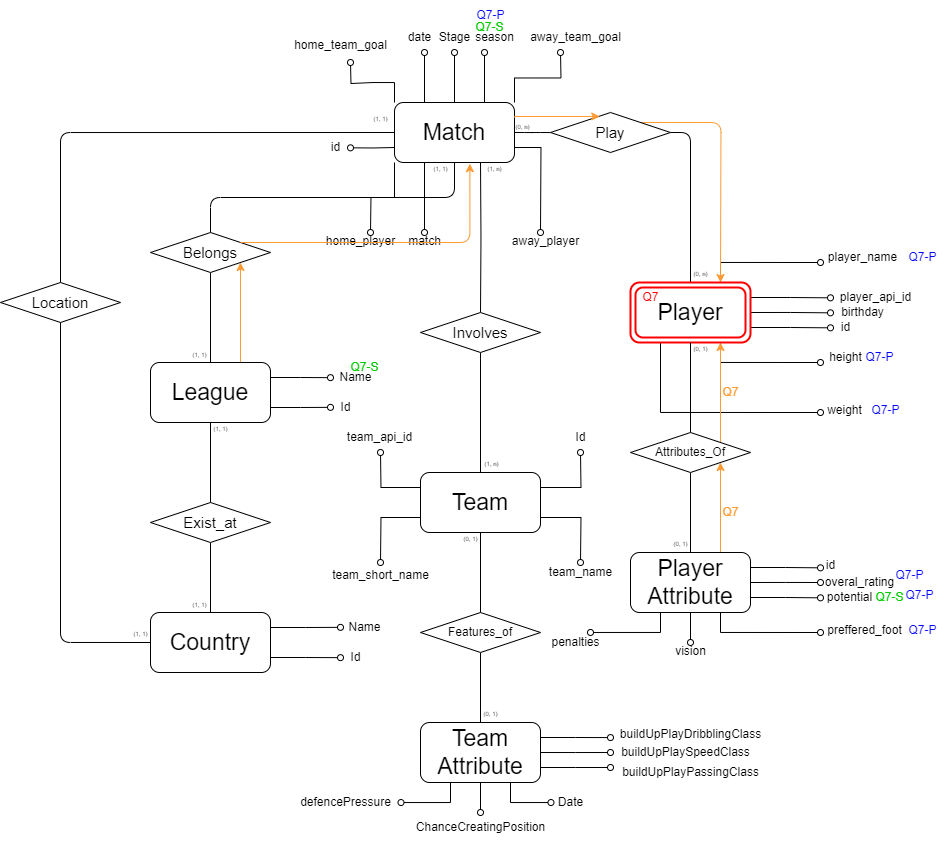 Q7-P
Q7-S
date
Stage
season
away_team_goal
home_team_goal
(1, 1)
Match
(0, n)
Play
id
(1, 1)
(1, n)
home_player
match
away_player
Belongs
player_name
Q7-P
(0, n)
Location
Q7
Player
player_api_id
birthday
id
Involves
(1, 1)
(0, 1)
height
Q7-P
Q7-S
Name
League
Id
Q7
weight
Q7-P
(1, 1)
team_api_id
Id
Attributes_Of
(1, n)
Team
Q7
Exist_at
(0, 1)
(0, 1)
team_short_name
team_name
Player
Attribute
id
overal_rating
Q7-P
potential
Q7-S
Q7-P
(1, 1)
(1, 1)
Country
Name
Id
Features_of
penalties
vision
preffered_foot
Q7-P
(0, 1)
Team
Attribute
buildUpPlayDribblingClass
buildUpPlaySpeedClass
buildUpPlayPassingClass
defencePressure
Date
ChanceCreatingPosition